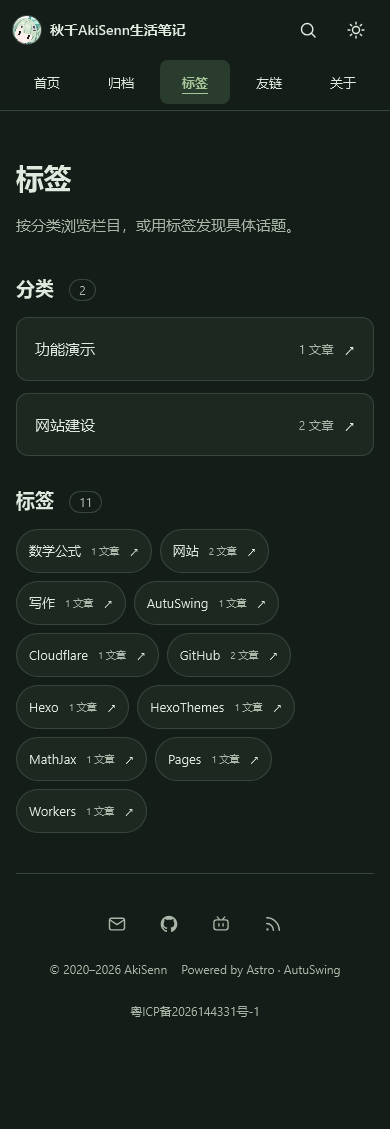 秋千AkiSenn生活笔记
首页 归档 标签 友链 关于
标签
按分类浏览栏目，或用标签发现具体话题。
分类 2
功能演示 1 文章 ↗
网站建设 2 文章 ↗
标签 11
数学公式 1 文章 ↗ 网站 2 文章 ↗
写作 1 文章 ↗ AutuSwing 1 文章 ↗
Cloudflare 1 文章 ↗ GitHub 2 文章 ↗
Hexo 1 文章 ↗ HexoThemes 1 文章 ↗
MathJax 1 文章 ↗ Pages 1 文章 ↗
Workers 1 文章 ↗
© 2020–2026 AkiSenn Powered by Astro · AutuSwing
粤ICP备2026144331号-1